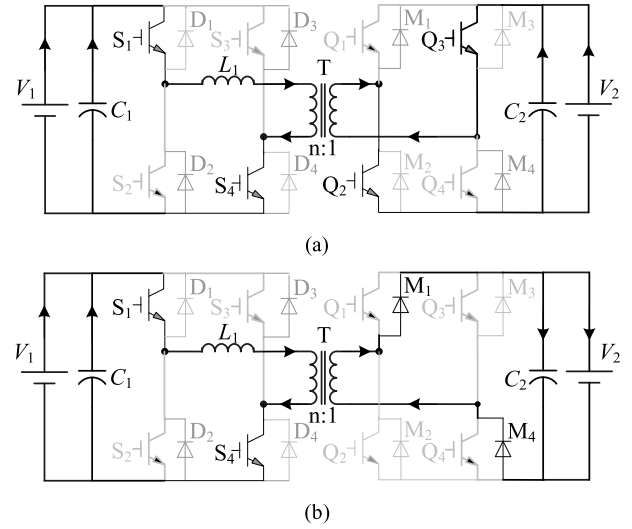 S₁ D₁ S₃ D₃ T Q₁ M₁ Q₃ M₃
V₁ C₁ L₁ C₂ V₂
n:1
S₂ D₂ S₄ D₄ Q₂ M₂ Q₄ M₄
(a)
S₁ D₁ S₃ D₃ T Q₁ M₁ Q₃ M₃
V₁ C₁ L₁ C₂ V₂
n:1
S₂ D₂ S₄ D₄ Q₂ M₂ Q₄ M₄
(b)